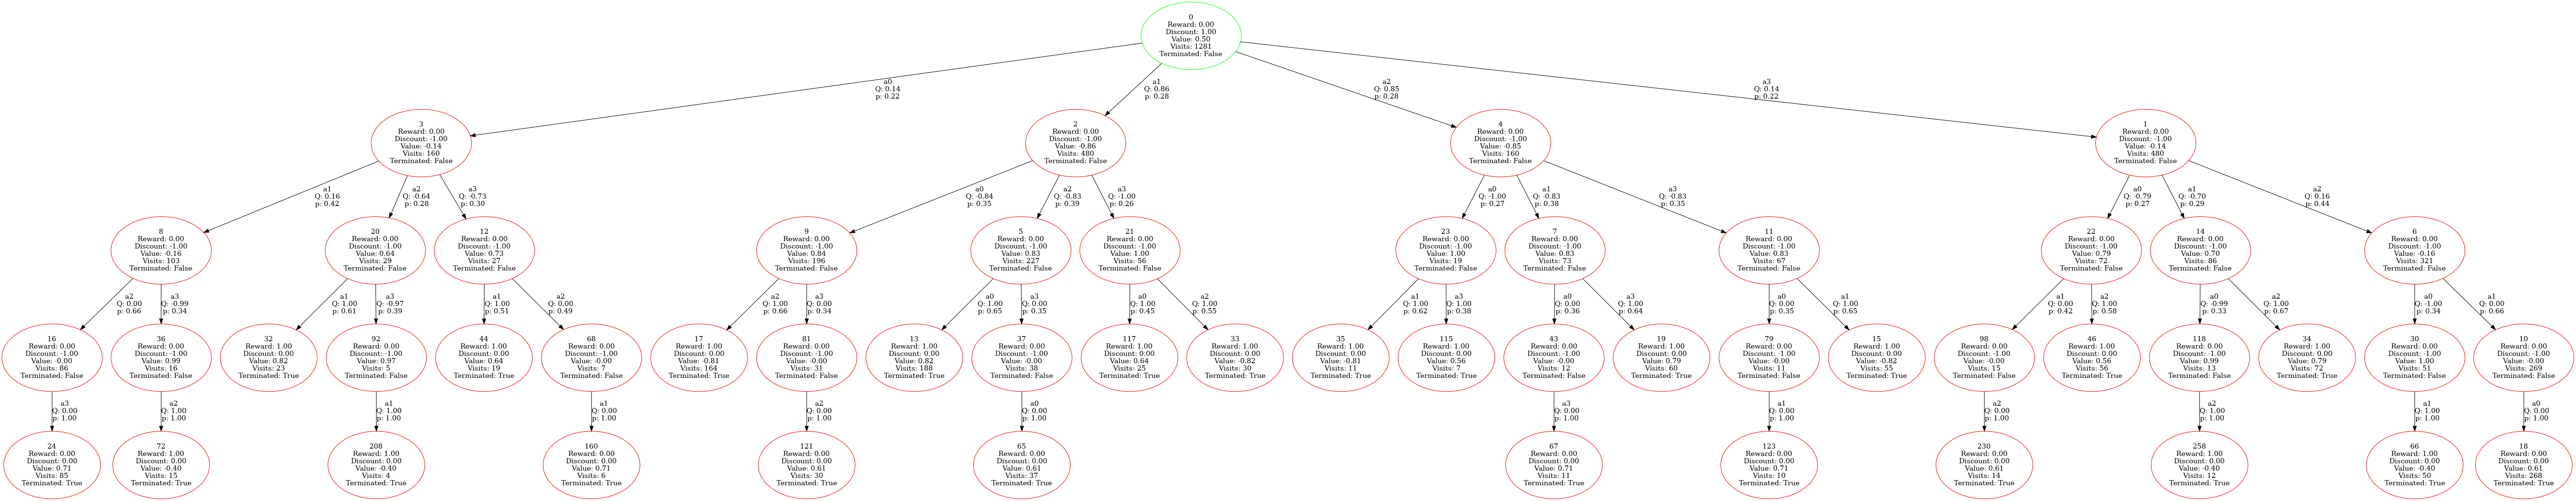 0
Reward: 0.00
Discount: 1.00
Value: 0.50
Visits: 1281
Terminated: False
a0
Q: 0.14
p: 0.22
a1
Q: 0.86
p: 0.28
a2
Q: 0.85
p: 0.28
a3
Q: 0.14
p: 0.22
3
Reward: 0.00
Discount: -1.00
Value: -0.14
Visits: 160
Terminated: False
2
Reward: 0.00
Discount: -1.00
Value: -0.86
Visits: 480
Terminated: False
4
Reward: 0.00
Discount: -1.00
Value: -0.85
Visits: 160
Terminated: False
1
Reward: 0.00
Discount: -1.00
Value: -0.14
Visits: 480
Terminated: False
a1
Q: 0.16
p: 0.42
a2
Q: -0.64
p: 0.28
a3
Q: -0.73
p: 0.30
a0
Q: -0.84
p: 0.35
a2
Q: -0.83
p: 0.39
a3
Q: -1.00
p: 0.26
a0
Q: -1.00
p: 0.27
a1
Q: -0.83
p: 0.38
a3
Q: -0.83
p: 0.35
a0
Q: -0.79
p: 0.27
a1
Q: -0.70
p: 0.29
a2
Q: 0.16
p: 0.44
8
Reward: 0.00
Discount: -1.00
Value: -0.16
Visits: 103
Terminated: False
20
Reward: 0.00
Discount: -1.00
Value: 0.64
Visits: 29
Terminated: False
12
Reward: 0.00
Discount: -1.00
Value: 0.73
Visits: 27
Terminated: False
9
Reward: 0.00
Discount: -1.00
Value: 0.84
Visits: 196
Terminated: False
5
Reward: 0.00
Discount: -1.00
Value: 0.83
Visits: 227
Terminated: False
21
Reward: 0.00
Discount: -1.00
Value: 1.00
Visits: 56
Terminated: False
23
Reward: 0.00
Discount: -1.00
Value: 1.00
Visits: 19
Terminated: False
7
Reward: 0.00
Discount: -1.00
Value: 0.83
Visits: 73
Terminated: False
11
Reward: 0.00
Discount: -1.00
Value: 0.83
Visits: 67
Terminated: False
22
Reward: 0.00
Discount: -1.00
Value: 0.79
Visits: 72
Terminated: False
14
Reward: 0.00
Discount: -1.00
Value: 0.70
Visits: 86
Terminated: False
6
Reward: 0.00
Discount: -1.00
Value: -0.16
Visits: 321
Terminated: False
a2
Q: 0.00
p: 0.66
a3
Q: -0.99
p: 0.34
a1
Q: 1.00
p: 0.61
a3
Q: -0.97
p: 0.39
a1
Q: 1.00
p: 0.51
a2
Q: 0.00
p: 0.49
a2
Q: 1.00
p: 0.66
a3
Q: 0.00
p: 0.34
a0
Q: 1.00
p: 0.65
a3
Q: 0.00
p: 0.35
a0
Q: 1.00
p: 0.45
a2
Q: 1.00
p: 0.55
a1
Q: 1.00
p: 0.62
a3
Q: 1.00
p: 0.38
a0
Q: 0.00
p: 0.36
a3
Q: 1.00
p: 0.64
a0
Q: 0.00
p: 0.35
a1
Q: 1.00
p: 0.65
a1
Q: 0.00
p: 0.42
a2
Q: 1.00
p: 0.58
a0
Q: -0.99
p: 0.33
a2
Q: 1.00
p: 0.67
a0
Q: -1.00
p: 0.34
a1
Q: 0.00
p: 0.66
16
Reward: 0.00
Discount: -1.00
Value: -0.00
Visits: 86
Terminated: False
36
Reward: 0.00
Discount: -1.00
Value: 0.99
Visits: 16
Terminated: False
32
Reward: 1.00
Discount: 0.00
Value: 0.82
Visits: 23
Terminated: True
92
Reward: 0.00
Discount: -1.00
Value: 0.97
Visits: 5
Terminated: False
44
Reward: 1.00
Discount: 0.00
Value: 0.64
Visits: 19
Terminated: True
68
Reward: 0.00
Discount: -1.00
Value: -0.00
Visits: 7
Terminated: False
17
Reward: 1.00
Discount: 0.00
Value: -0.81
Visits: 164
Terminated: True
81
Reward: 0.00
Discount: -1.00
Value: -0.00
Visits: 31
Terminated: False
13
Reward: 1.00
Discount: 0.00
Value: 0.82
Visits: 188
Terminated: True
37
Reward: 0.00
Discount: -1.00
Value: -0.00
Visits: 38
Terminated: False
117
Reward: 1.00
Discount: 0.00
Value: 0.64
Visits: 25
Terminated: True
33
Reward: 1.00
Discount: 0.00
Value: -0.82
Visits: 30
Terminated: True
35
Reward: 1.00
Discount: 0.00
Value: -0.81
Visits: 11
Terminated: True
115
Reward: 1.00
Discount: 0.00
Value: 0.56
Visits: 7
Terminated: True
43
Reward: 0.00
Discount: -1.00
Value: -0.00
Visits: 12
Terminated: False
19
Reward: 1.00
Discount: 0.00
Value: 0.79
Visits: 60
Terminated: True
79
Reward: 0.00
Discount: -1.00
Value: -0.00
Visits: 11
Terminated: False
15
Reward: 1.00
Discount: 0.00
Value: -0.82
Visits: 55
Terminated: True
98
Reward: 0.00
Discount: -1.00
Value: -0.00
Visits: 15
Terminated: False
46
Reward: 1.00
Discount: 0.00
Value: 0.56
Visits: 56
Terminated: True
118
Reward: 0.00
Discount: -1.00
Value: 0.99
Visits: 13
Terminated: False
34
Reward: 1.00
Discount: 0.00
Value: 0.79
Visits: 72
Terminated: True
30
Reward: 0.00
Discount: -1.00
Value: 1.00
Visits: 51
Terminated: False
10
Reward: 0.00
Discount: -1.00
Value: -0.00
Visits: 269
Terminated: False
a3
Q: 0.00
p: 1.00
a2
Q: 1.00
p: 1.00
a1
Q: 1.00
p: 1.00
a1
Q: 0.00
p: 1.00
a2
Q: 0.00
p: 1.00
a0
Q: 0.00
p: 1.00
a3
Q: 0.00
p: 1.00
a1
Q: 0.00
p: 1.00
a2
Q: 0.00
p: 1.00
a2
Q: 1.00
p: 1.00
a1
Q: 1.00
p: 1.00
a0
Q: 0.00
p: 1.00
24
Reward: 0.00
Discount: 0.00
Value: 0.71
Visits: 85
Terminated: True
72
Reward: 1.00
Discount: 0.00
Value: -0.40
Visits: 15
Terminated: True
208
Reward: 1.00
Discount: 0.00
Value: -0.40
Visits: 4
Terminated: True
160
Reward: 0.00
Discount: 0.00
Value: 0.71
Visits: 6
Terminated: True
121
Reward: 0.00
Discount: 0.00
Value: 0.61
Visits: 30
Terminated: True
65
Reward: 0.00
Discount: 0.00
Value: 0.61
Visits: 37
Terminated: True
67
Reward: 0.00
Discount: 0.00
Value: 0.71
Visits: 11
Terminated: True
123
Reward: 0.00
Discount: 0.00
Value: 0.71
Visits: 10
Terminated: True
230
Reward: 0.00
Discount: 0.00
Value: 0.61
Visits: 14
Terminated: True
258
Reward: 1.00
Discount: 0.00
Value: -0.40
Visits: 12
Terminated: True
66
Reward: 1.00
Discount: 0.00
Value: -0.40
Visits: 50
Terminated: True
18
Reward: 0.00
Discount: 0.00
Value: 0.61
Visits: 268
Terminated: True